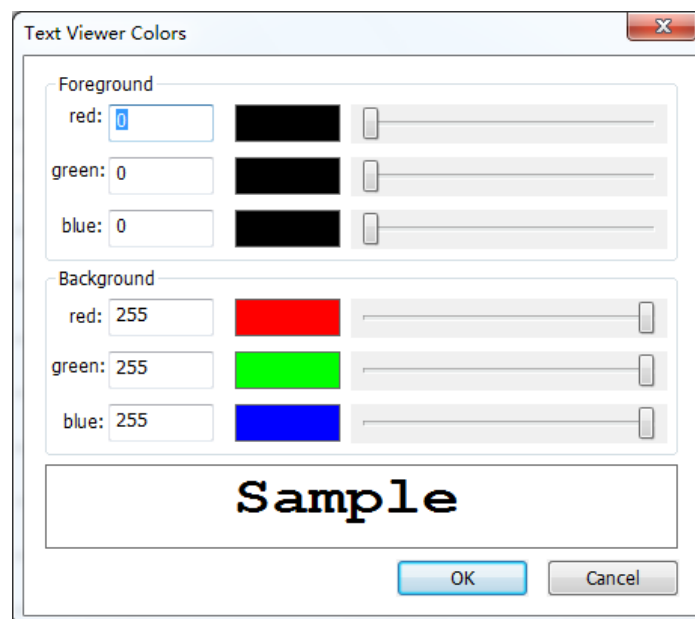 Text Viewer Colors
Foreground
red: 0
green: 0
blue: 0
Background
red: 255
green: 255
blue: 255
Sample
OK Cancel